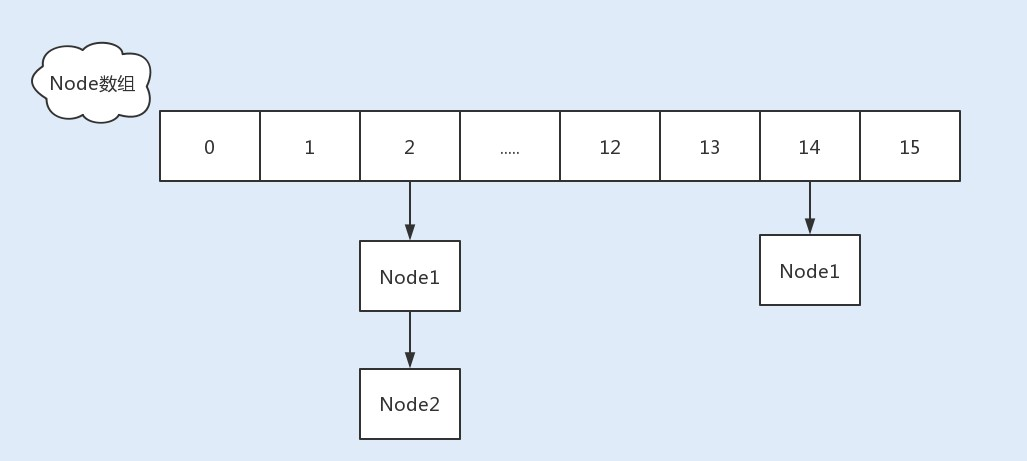 Node数组
0 1 2 ..... 12 13 14 15
Node1 Node1
Node2